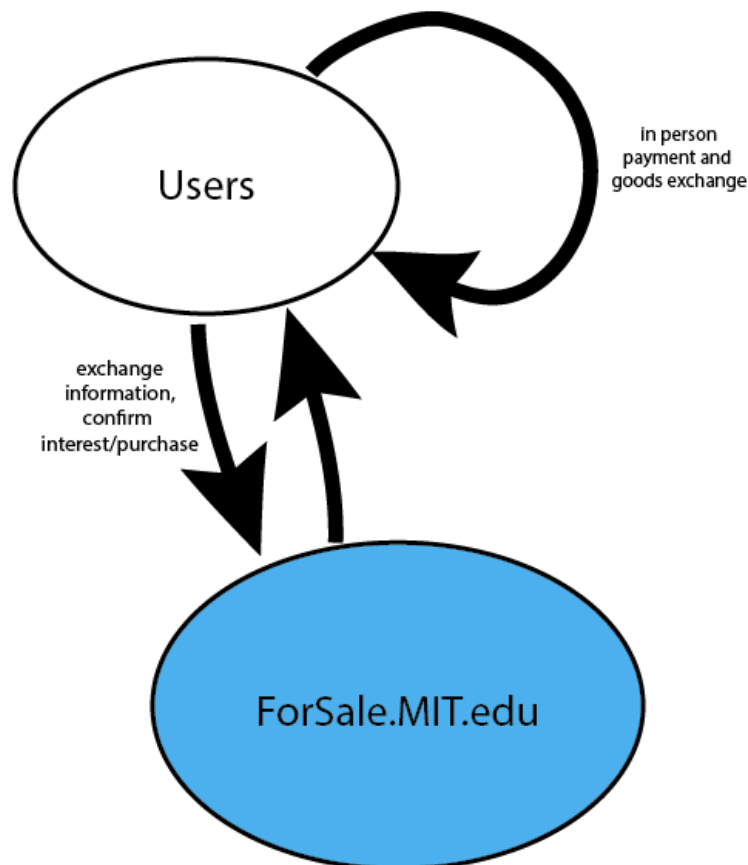 in person
payment and
goods exchange
Users
exchange
information,
confirm
interest/purchase
ForSale.MIT.edu